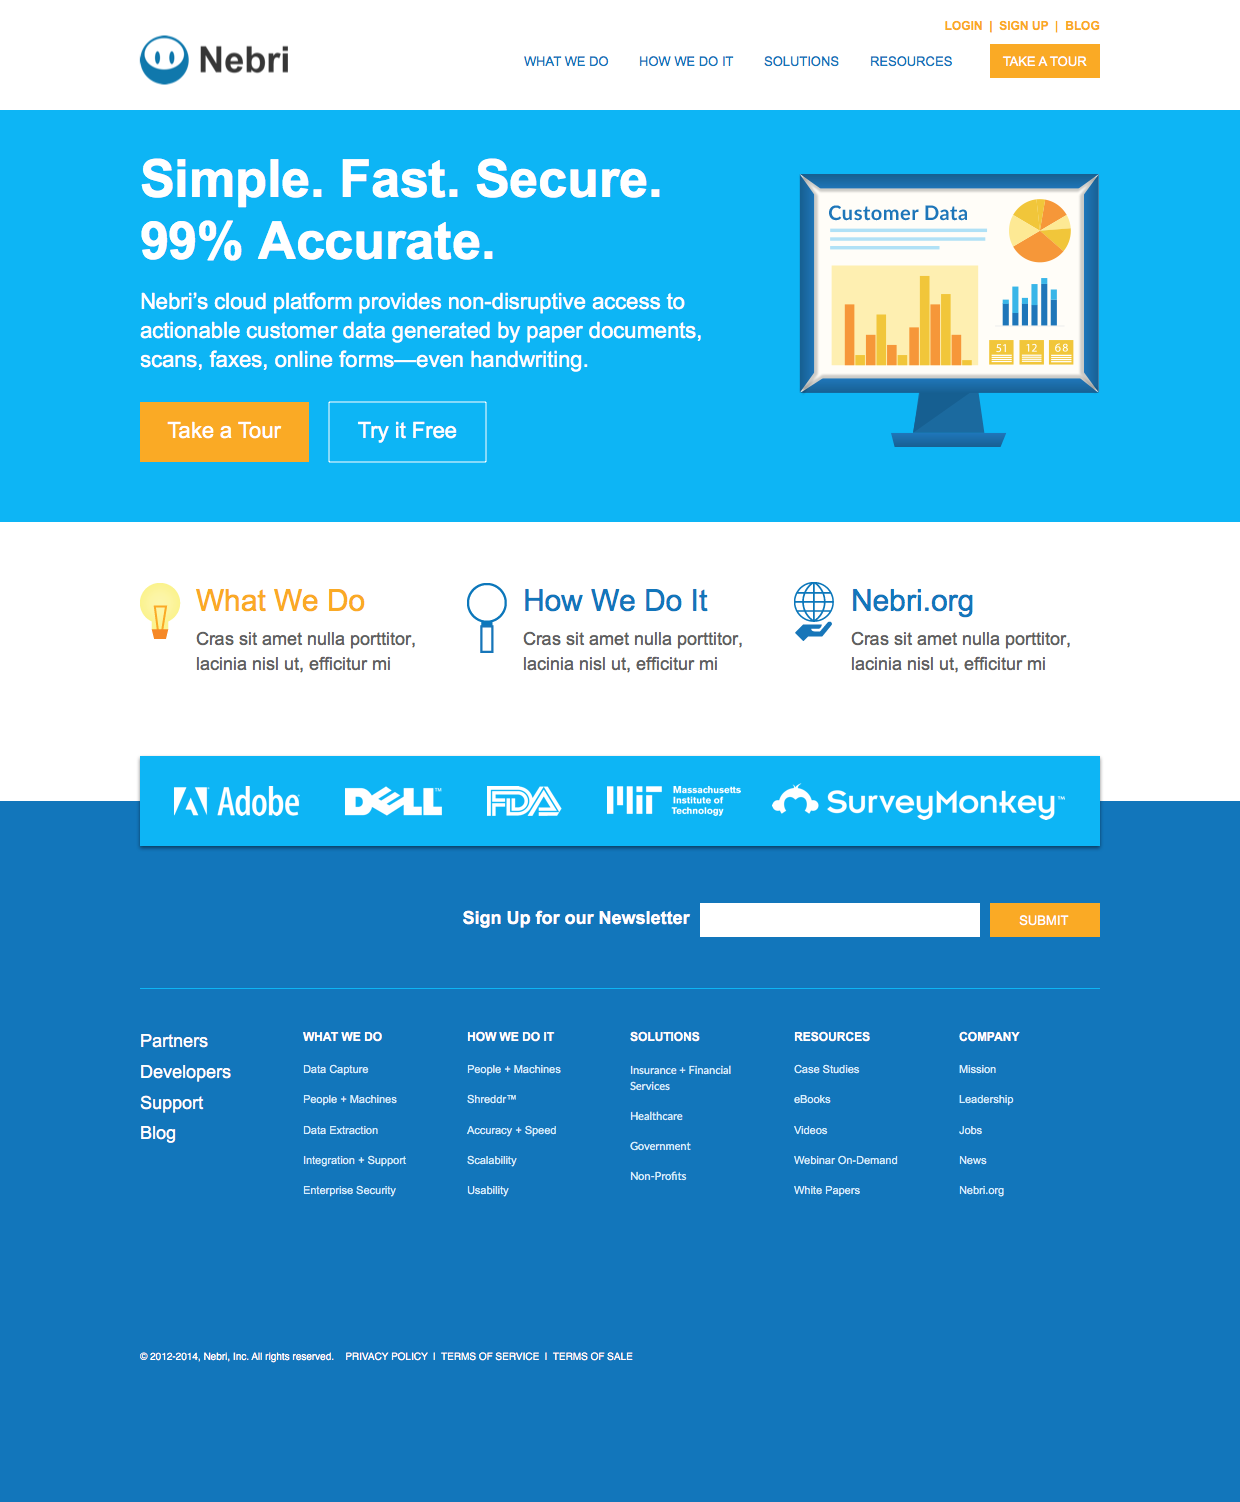 LOGIN | SIGN UP | BLOG
Nebri
WHAT WE DO HOW WE DO IT SOLUTIONS RESOURCES TAKE A TOUR
Simple. Fast. Secure.
99% Accurate.
Nebri’s cloud platform provides non-disruptive access to
actionable customer data generated by paper documents,
scans, faxes, online forms—even handwriting.
Take a Tour Try it Free
Customer Data
51 12 68
What We Do
Cras sit amet nulla porttitor,
lacinia nisl ut, efficitur mi
How We Do It
Cras sit amet nulla porttitor,
lacinia nisl ut, efficitur mi
Nebri.org
Cras sit amet nulla porttitor,
lacinia nisl ut, efficitur mi
Adobe
DELL™
FDA
MIT
Massachusetts
Institute of
Technology
SurveyMonkey™
Sign Up for our Newsletter SUBMIT
Partners
Developers
Support
Blog
WHAT WE DO
Data Capture
People + Machines
Data Extraction
Integration + Support
Enterprise Security
HOW WE DO IT
People + Machines
Shreddr™
Accuracy + Speed
Scalability
Usability
SOLUTIONS
Insurance + Financial
Services
Healthcare
Government
Non-Profits
RESOURCES
Case Studies
eBooks
Videos
Webinar On-Demand
White Papers
COMPANY
Mission
Leadership
Jobs
News
Nebri.org
© 2012-2014, Nebri, Inc. All rights reserved. PRIVACY POLICY | TERMS OF SERVICE | TERMS OF SALE